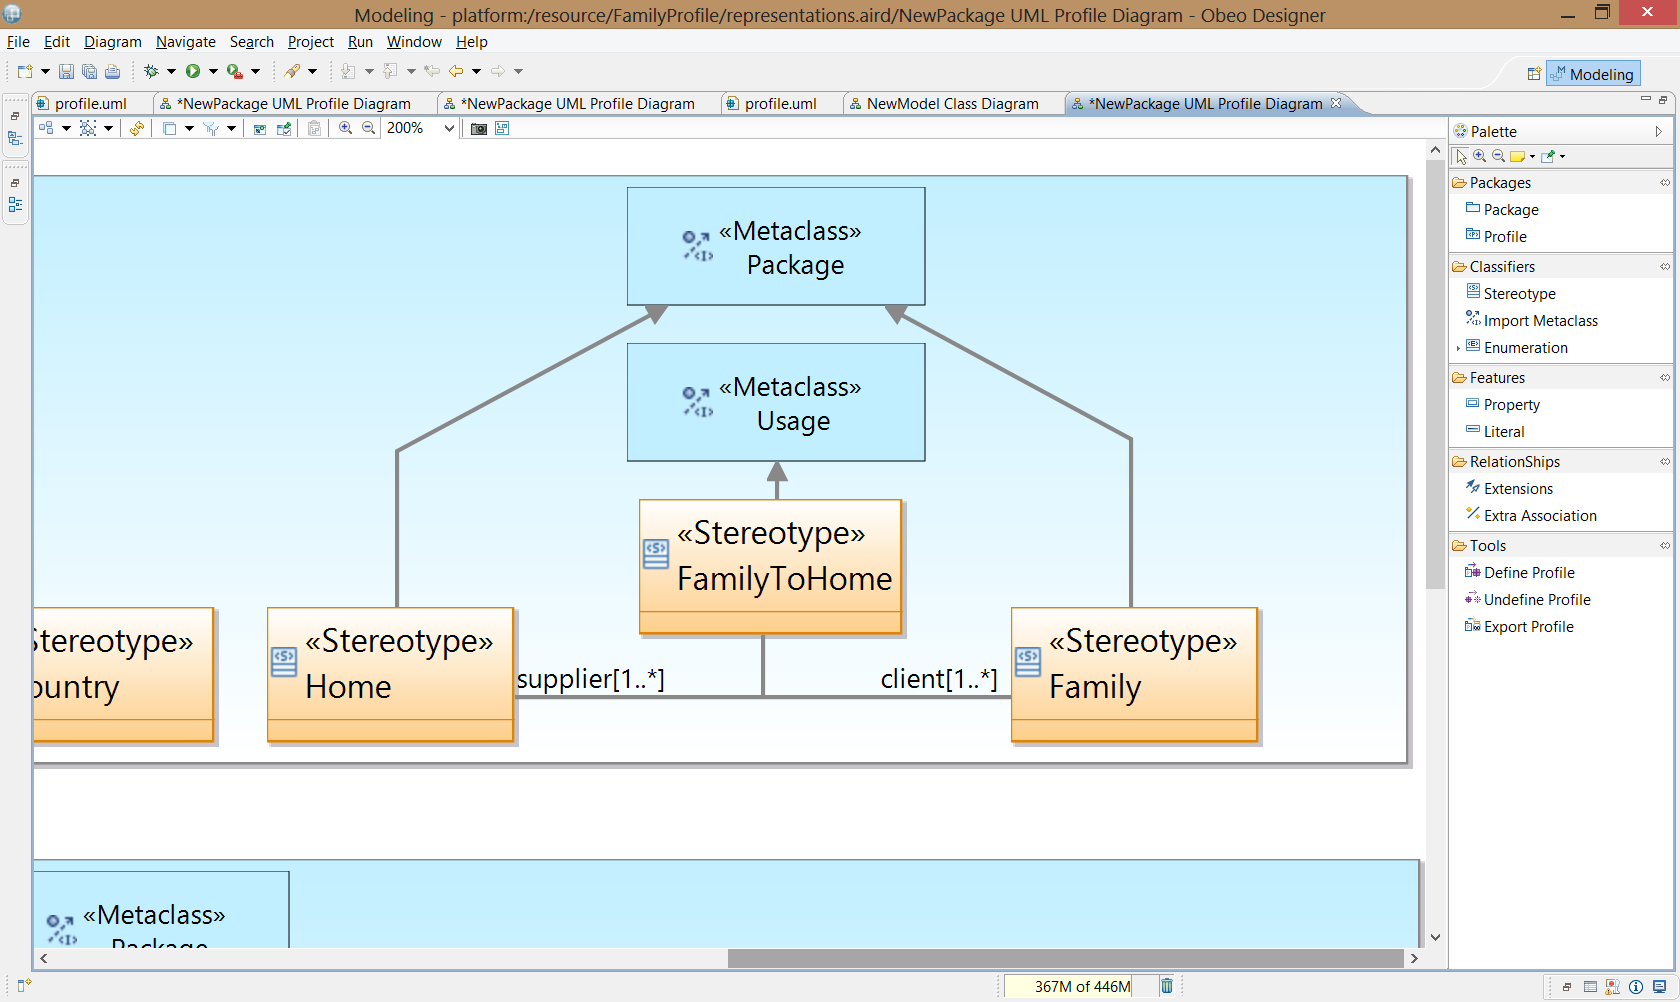 Modeling - platform:/resource/FamilyProfile/representations.aird/NewPackage UML Profile Diagram - Obeo Designer
File Edit Diagram Navigate Search Project Run Window Help
Modeling
profile.uml *NewPackage UML Profile Diagram *NewPackage UML Profile Diagram profile.uml NewModel Class Diagram *NewPackage UML Profile Diagram
200%
«Metaclass»
Package
«Metaclass»
Usage
«Stereotype»
FamilyToHome
Stereotype»
ountry
«Stereotype»
Home
supplier[1..*]
client[1..*]
«Stereotype»
Family
«Metaclass»
Package
Palette
Packages
Package
Profile
Classifiers
Stereotype
Import Metaclass
Enumeration
Features
Property
Literal
RelationShips
Extensions
Extra Association
Tools
Define Profile
Undefine Profile
Export Profile
367M of 446M